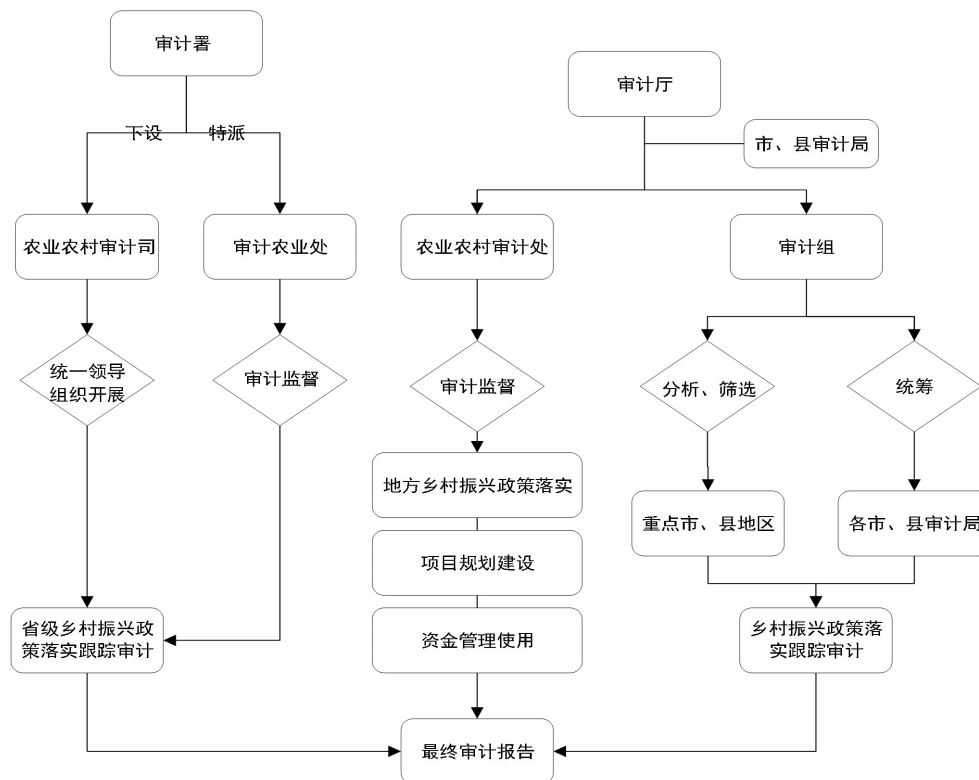 审计署
审计厅
下设
特派
市、县审计局
农业农村审计司
审计农业处
农业农村审计处
审计组
统一领导
组织开展
审计监督
审计监督
分析、筛选
统筹
地方乡村振兴政策落实
重点市、县地区
各市、县审计局
项目规划建设
省级乡村振兴政
策落实跟踪审计
资金管理使用
乡村振兴政策落
实跟踪审计
最终审计报告